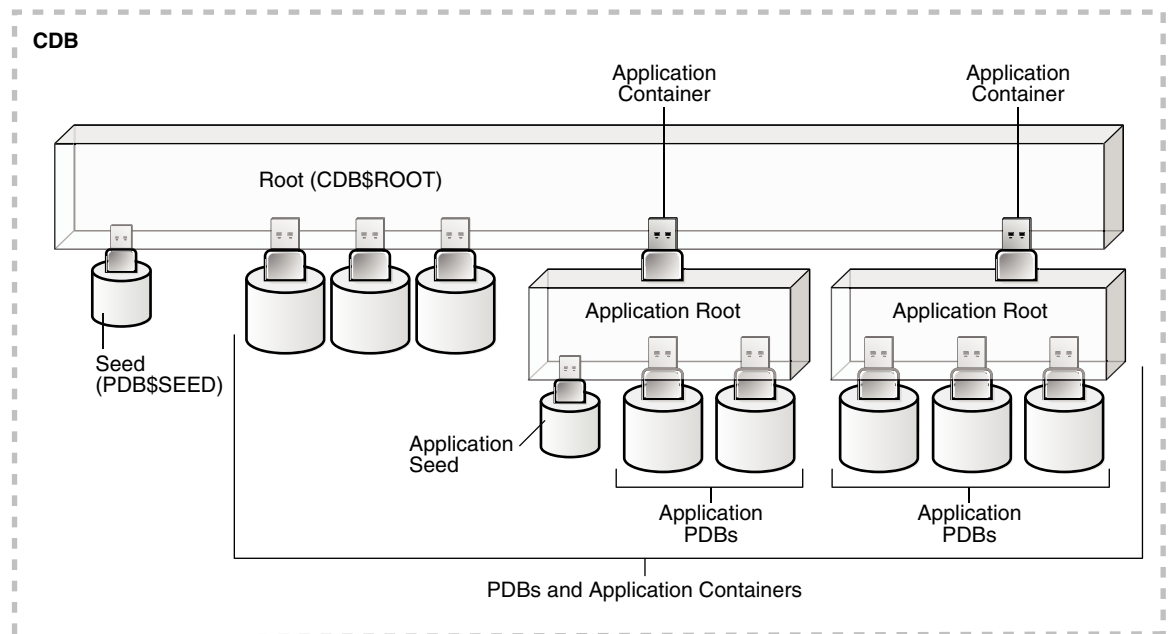 CDB
Application
Container
Application
Container
Root (CDB$ROOT)
Application Root
Application Root
Seed
(PDB$SEED)
Application
Seed
Application
PDBs
Application
PDBs
PDBs and Application Containers